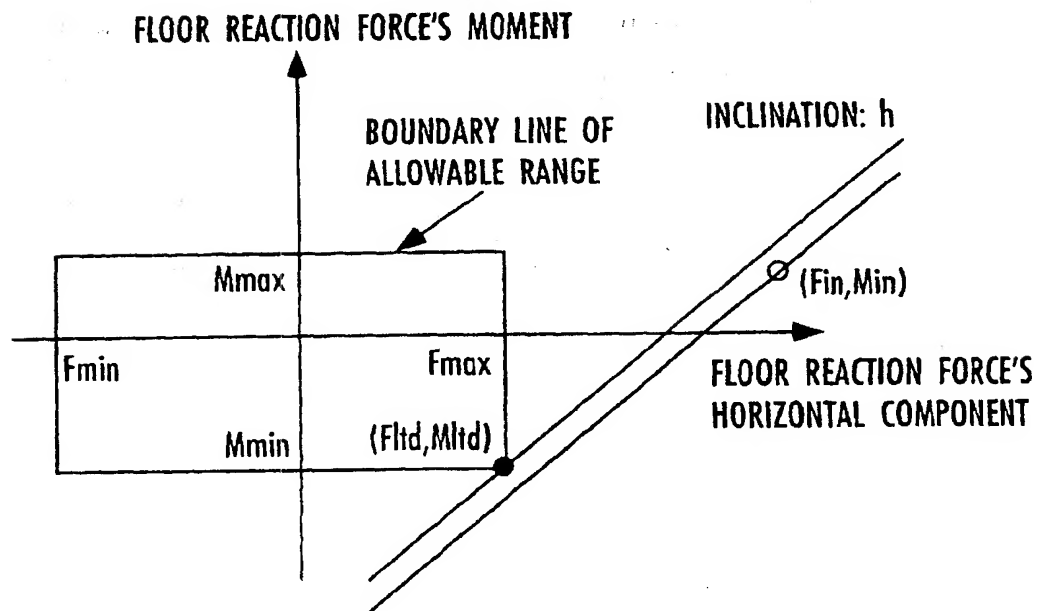 FLOOR REACTION FORCE'S MOMENT
BOUNDARY LINE OF
ALLOWABLE RANGE
INCLINATION: h
Mmax
(Fin,Min)
Fmin
Fmax
FLOOR REACTION FORCE'S
HORIZONTAL COMPONENT
Mmin
(Fltd,Mltd)